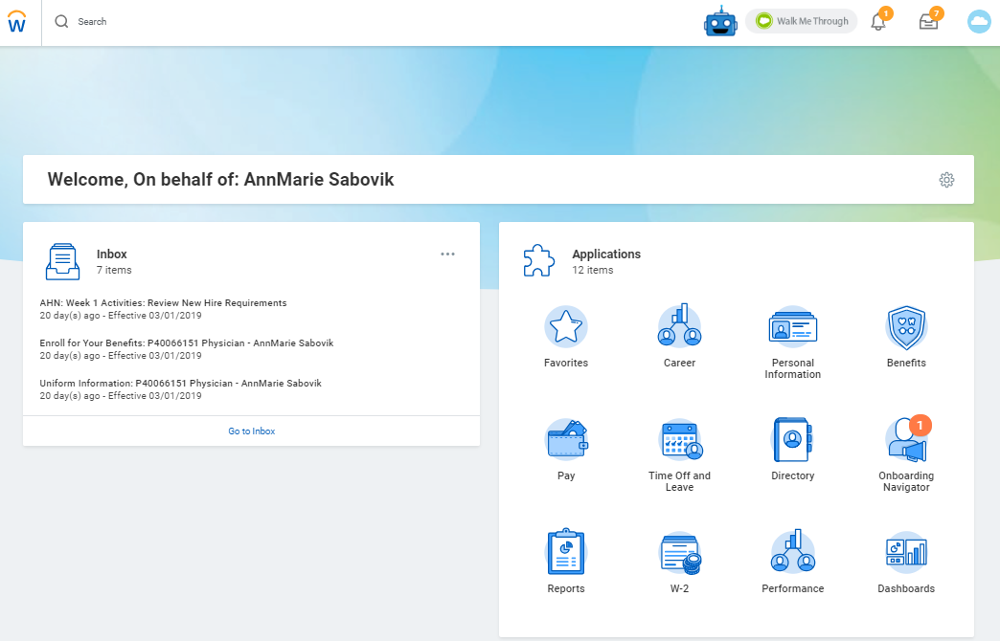 W
Search
Walk Me Through
1
7
Welcome, On behalf of: AnnMarie Sabovik
Inbox
7 items
AHN: Week 1 Activities: Review New Hire Requirements
20 day(s) ago - Effective 03/01/2019
Enroll for Your Benefits: P40066151 Physician - AnnMarie Sabovik
20 day(s) ago - Effective 03/01/2019
Uniform Information: P40066151 Physician - AnnMarie Sabovik
20 day(s) ago - Effective 03/01/2019
Go to Inbox
Applications
12 items
Favorites
Career
Personal
Information
Benefits
Pay
Time Off and
Leave
Directory
1
Onboarding
Navigator
Reports
W-2
Performance
Dashboards